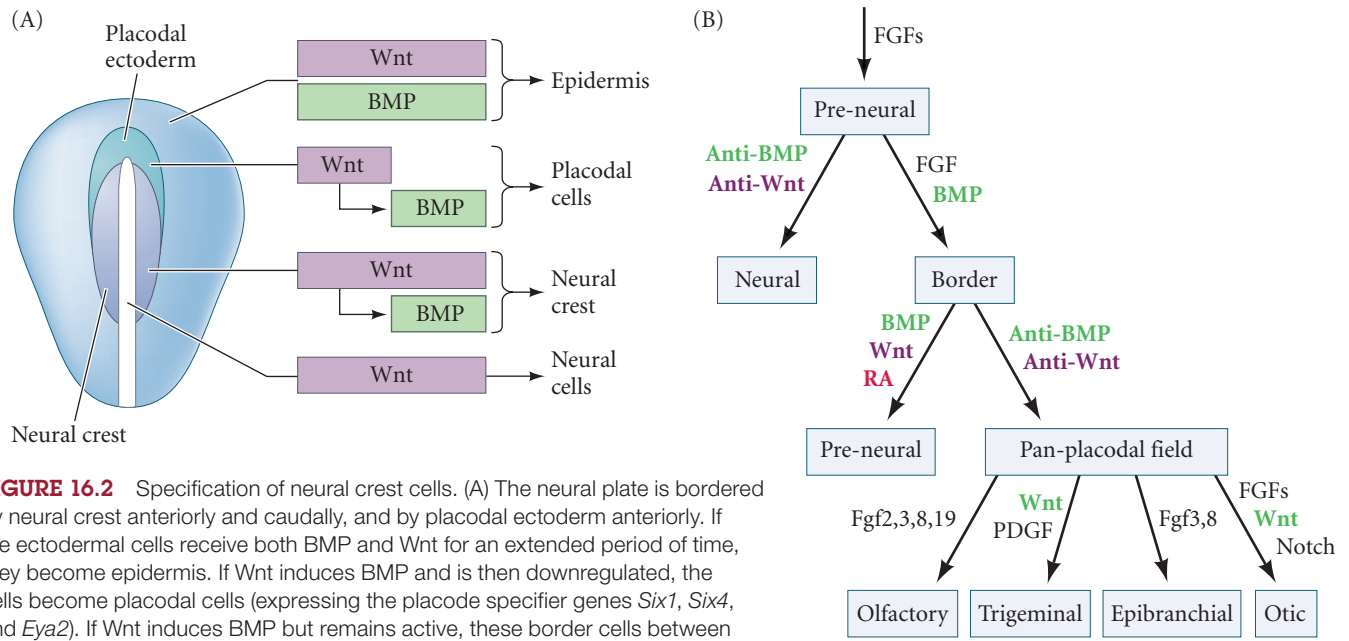 (A)
Placodal
ectoderm
Wnt
BMP
Epidermis
Wnt
BMP
Placodal
cells
Wnt
BMP
Neural
crest
Wnt
Neural
cells
Neural crest
(B)
FGFs
Pre-neural
Anti-BMP
Anti-Wnt
FGF
BMP
Neural
Border
BMP
Wnt
RA
Anti-BMP
Anti-Wnt
Pre-neural
Pan-placodal field
Fgf2,3,8,19
Wnt
PDGF
Fgf3,8
FGFs
Wnt
Notch
Olfactory
Trigeminal
Epibranchial
Otic
IGURE 16.2 Specification of neural crest cells. (A) The neural plate is bordered
y neural crest anteriorly and caudally, and by placodal ectoderm anteriorly. If
e ectodermal cells receive both BMP and Wnt for an extended period of time,
ey become epidermis. If Wnt induces BMP and is then downregulated, the
ells become placodal cells (expressing the placode specifier genes Six1, Six4,
nd Eya2). If Wnt induces BMP but remains active, these border cells between